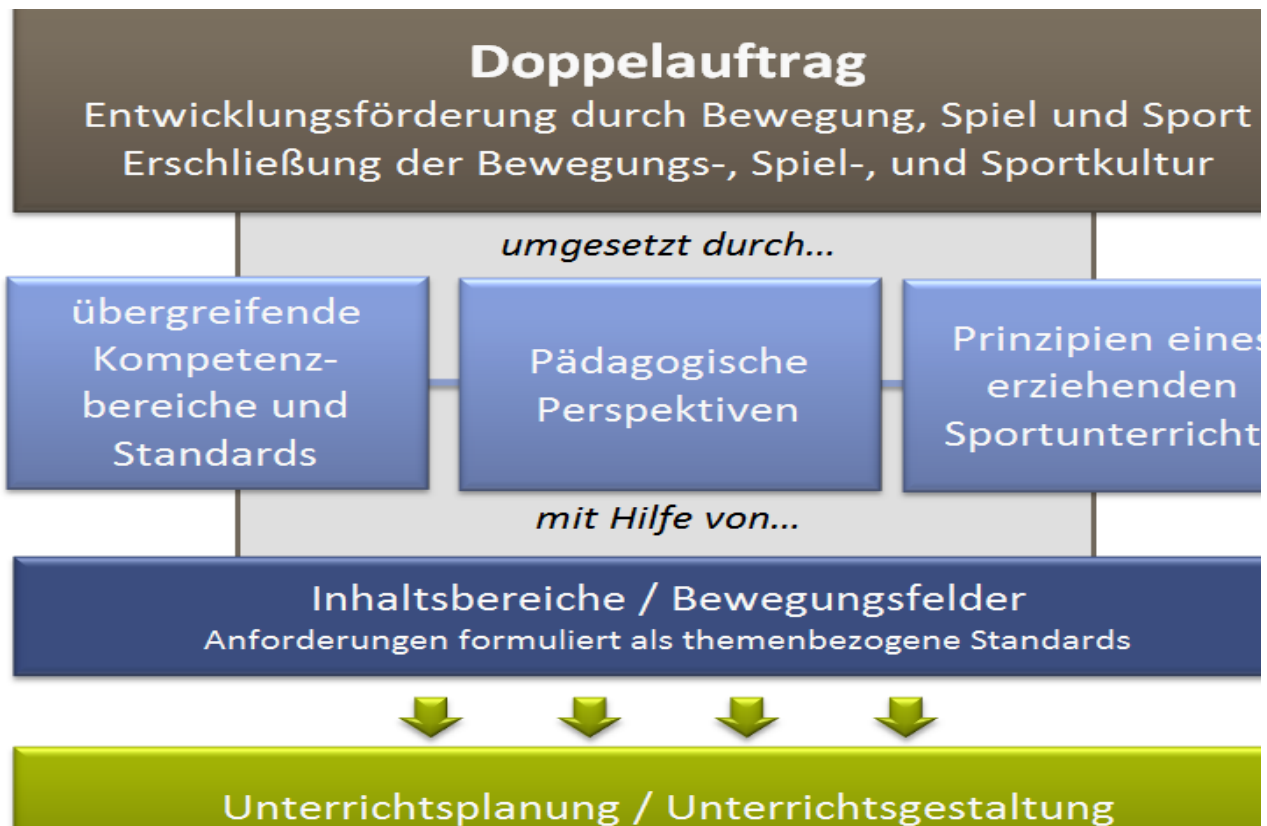 Doppelauftrag
Entwicklungsförderung durch Bewegung, Spiel und Sport
Erschließung der Bewegungs-, Spiel-, und Sportkultur
umgesetzt durch...
übergreifende
Kompetenz-
bereiche und
Standards
Pädagogische
Perspektiven
Prinzipien eines
erziehenden
Sportunterricht
mit Hilfe von...
Inhaltsbereiche / Bewegungsfelder
Anforderungen formuliert als themenbezogene Standards
Unterrichtsplanung / Unterrichtsgestaltung